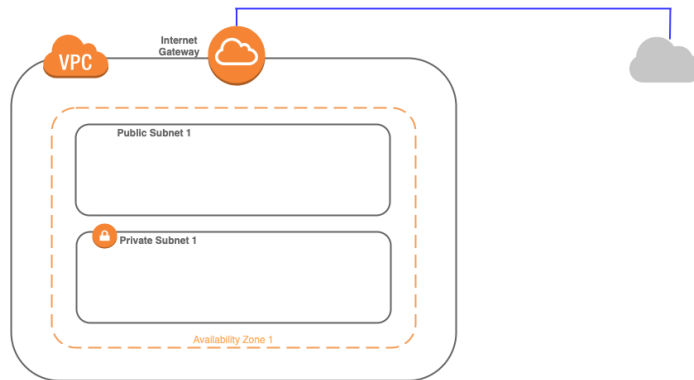 Internet
Gateway
VPC
Public Subnet 1
Private Subnet 1
Availability Zone 1